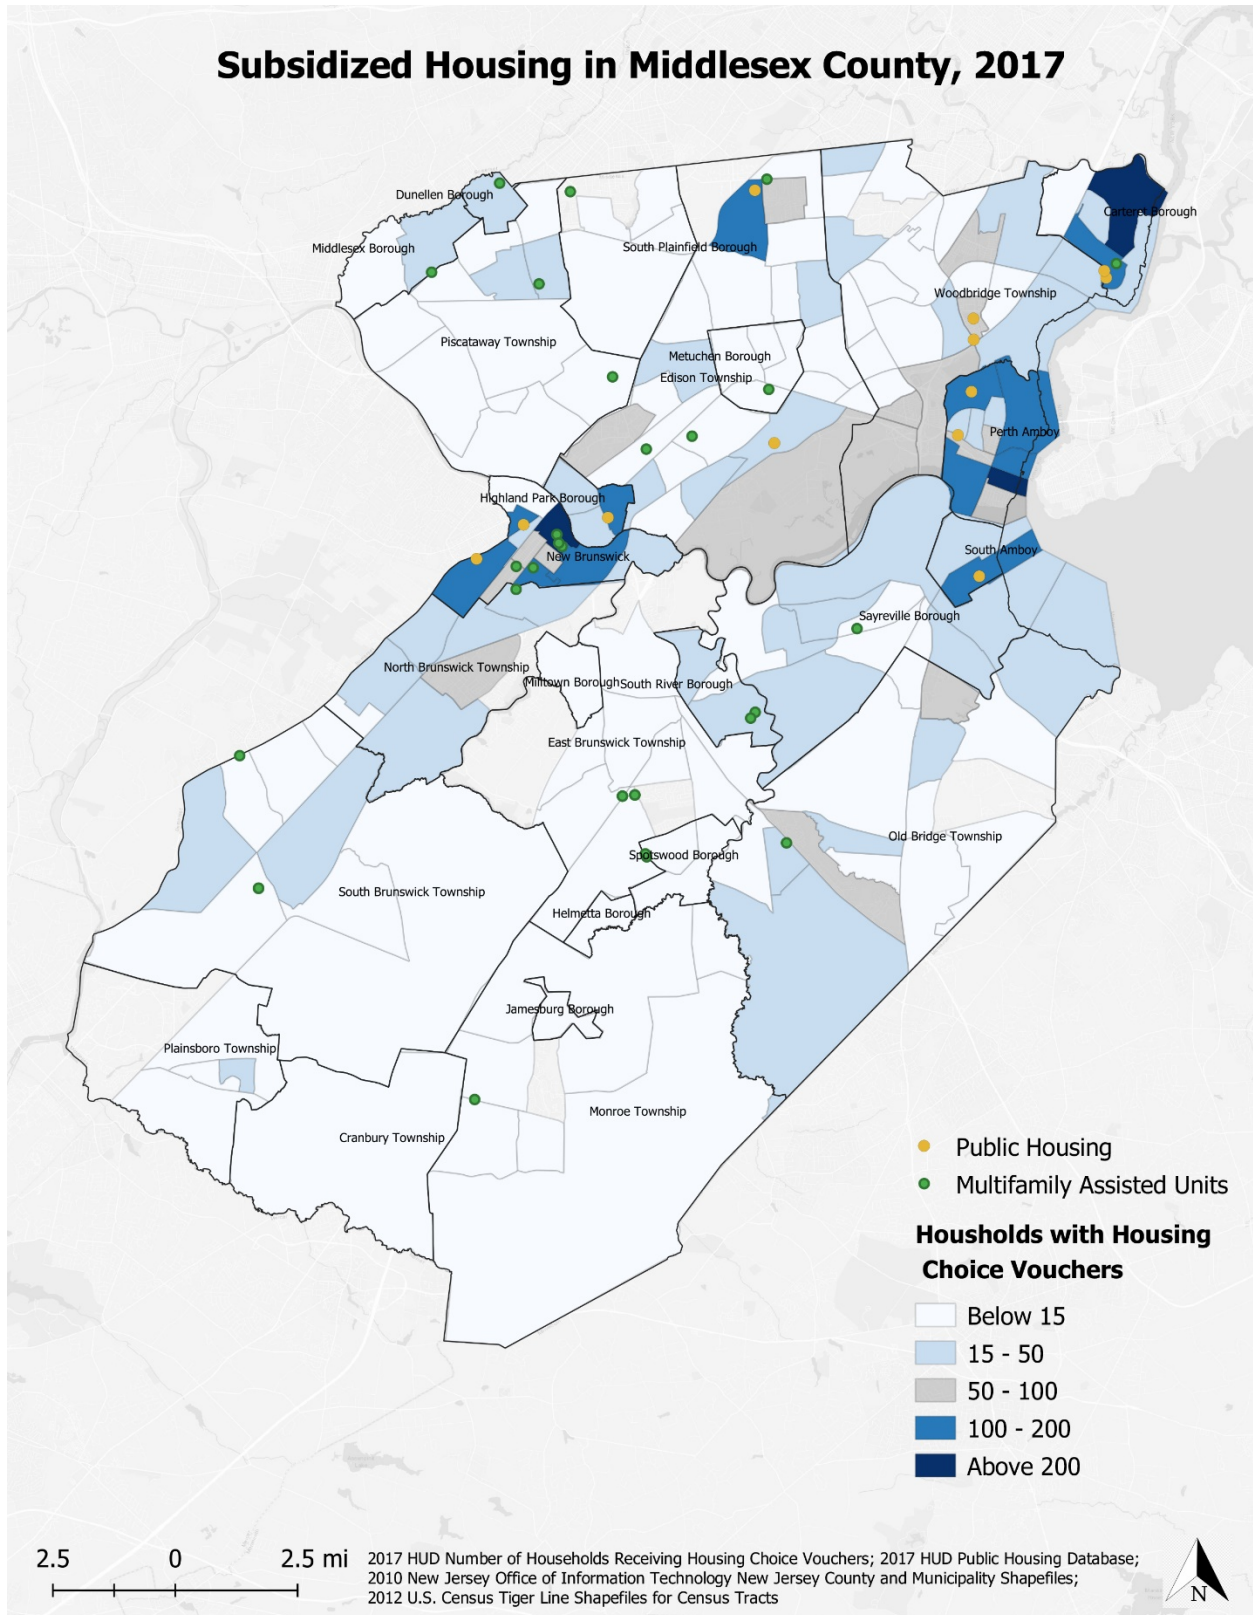 Subsidized Housing in Middlesex County, 2017
Dunellen Borough
Carteret Borough
Middlesex Borough
South Plainfield Borough
Woodbridge Township
Piscataway Township
Metuchen Borough
Edison Township
Perth Amboy
Highland Park Borough
New Brunswick
South Amboy
Sayreville Borough
North Brunswick Township
Milltown Borough
South River Borough
East Brunswick Township
Old Bridge Township
Spotswood Borough
South Brunswick Township
Helmetta Borough
Jamesburg Borough
Plainsboro Township
Monroe Township
Cranbury Township
Public Housing
Multifamily Assisted Units
Housholds with Housing
Choice Vouchers
Below 15
15 - 50
50 - 100
100 - 200
Above 200
2.5 0 2.5 mi
2017 HUD Number of Households Receiving Housing Choice Vouchers; 2017 HUD Public Housing Database;
2010 New Jersey Office of Information Technology New Jersey County and Municipality Shapefiles;
2012 U.S. Census Tiger Line Shapefiles for Census Tracts
N